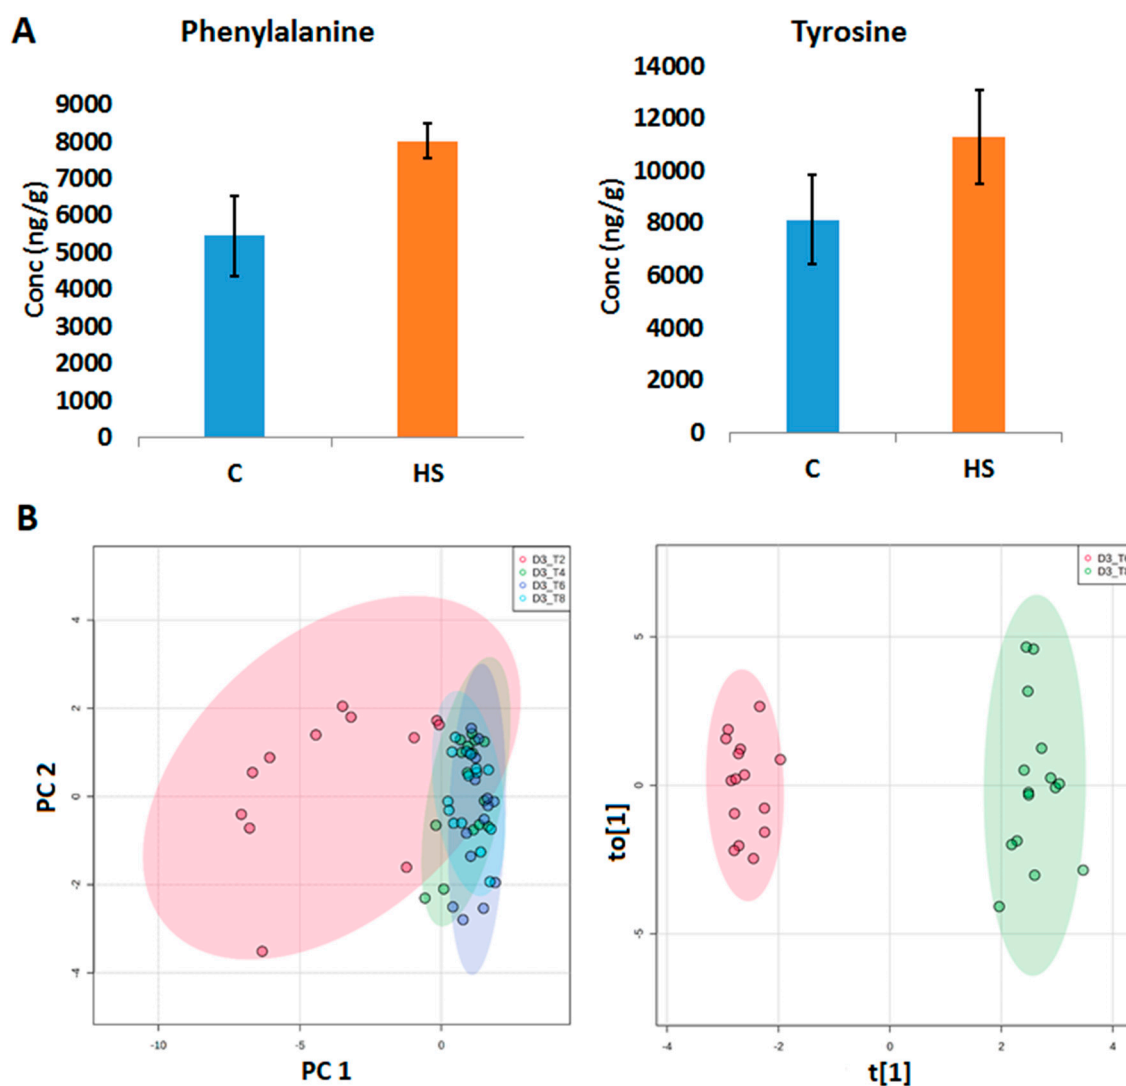 A
Phenylalanine
Tyrosine
9000
8000
7000
6000
5000
4000
3000
2000
1000
0
Conc (ng/g)
C
HS
14000
12000
10000
8000
6000
4000
2000
0
Conc (ng/g)
C
HS
B
D3_T2
D3_T4
D3_T6
D3_T8
4
2
0
-2
-4
PC 2
-10
-5
0
PC 1
5
0
-5
to[1]
-4
-2
0
2
4
t[1]